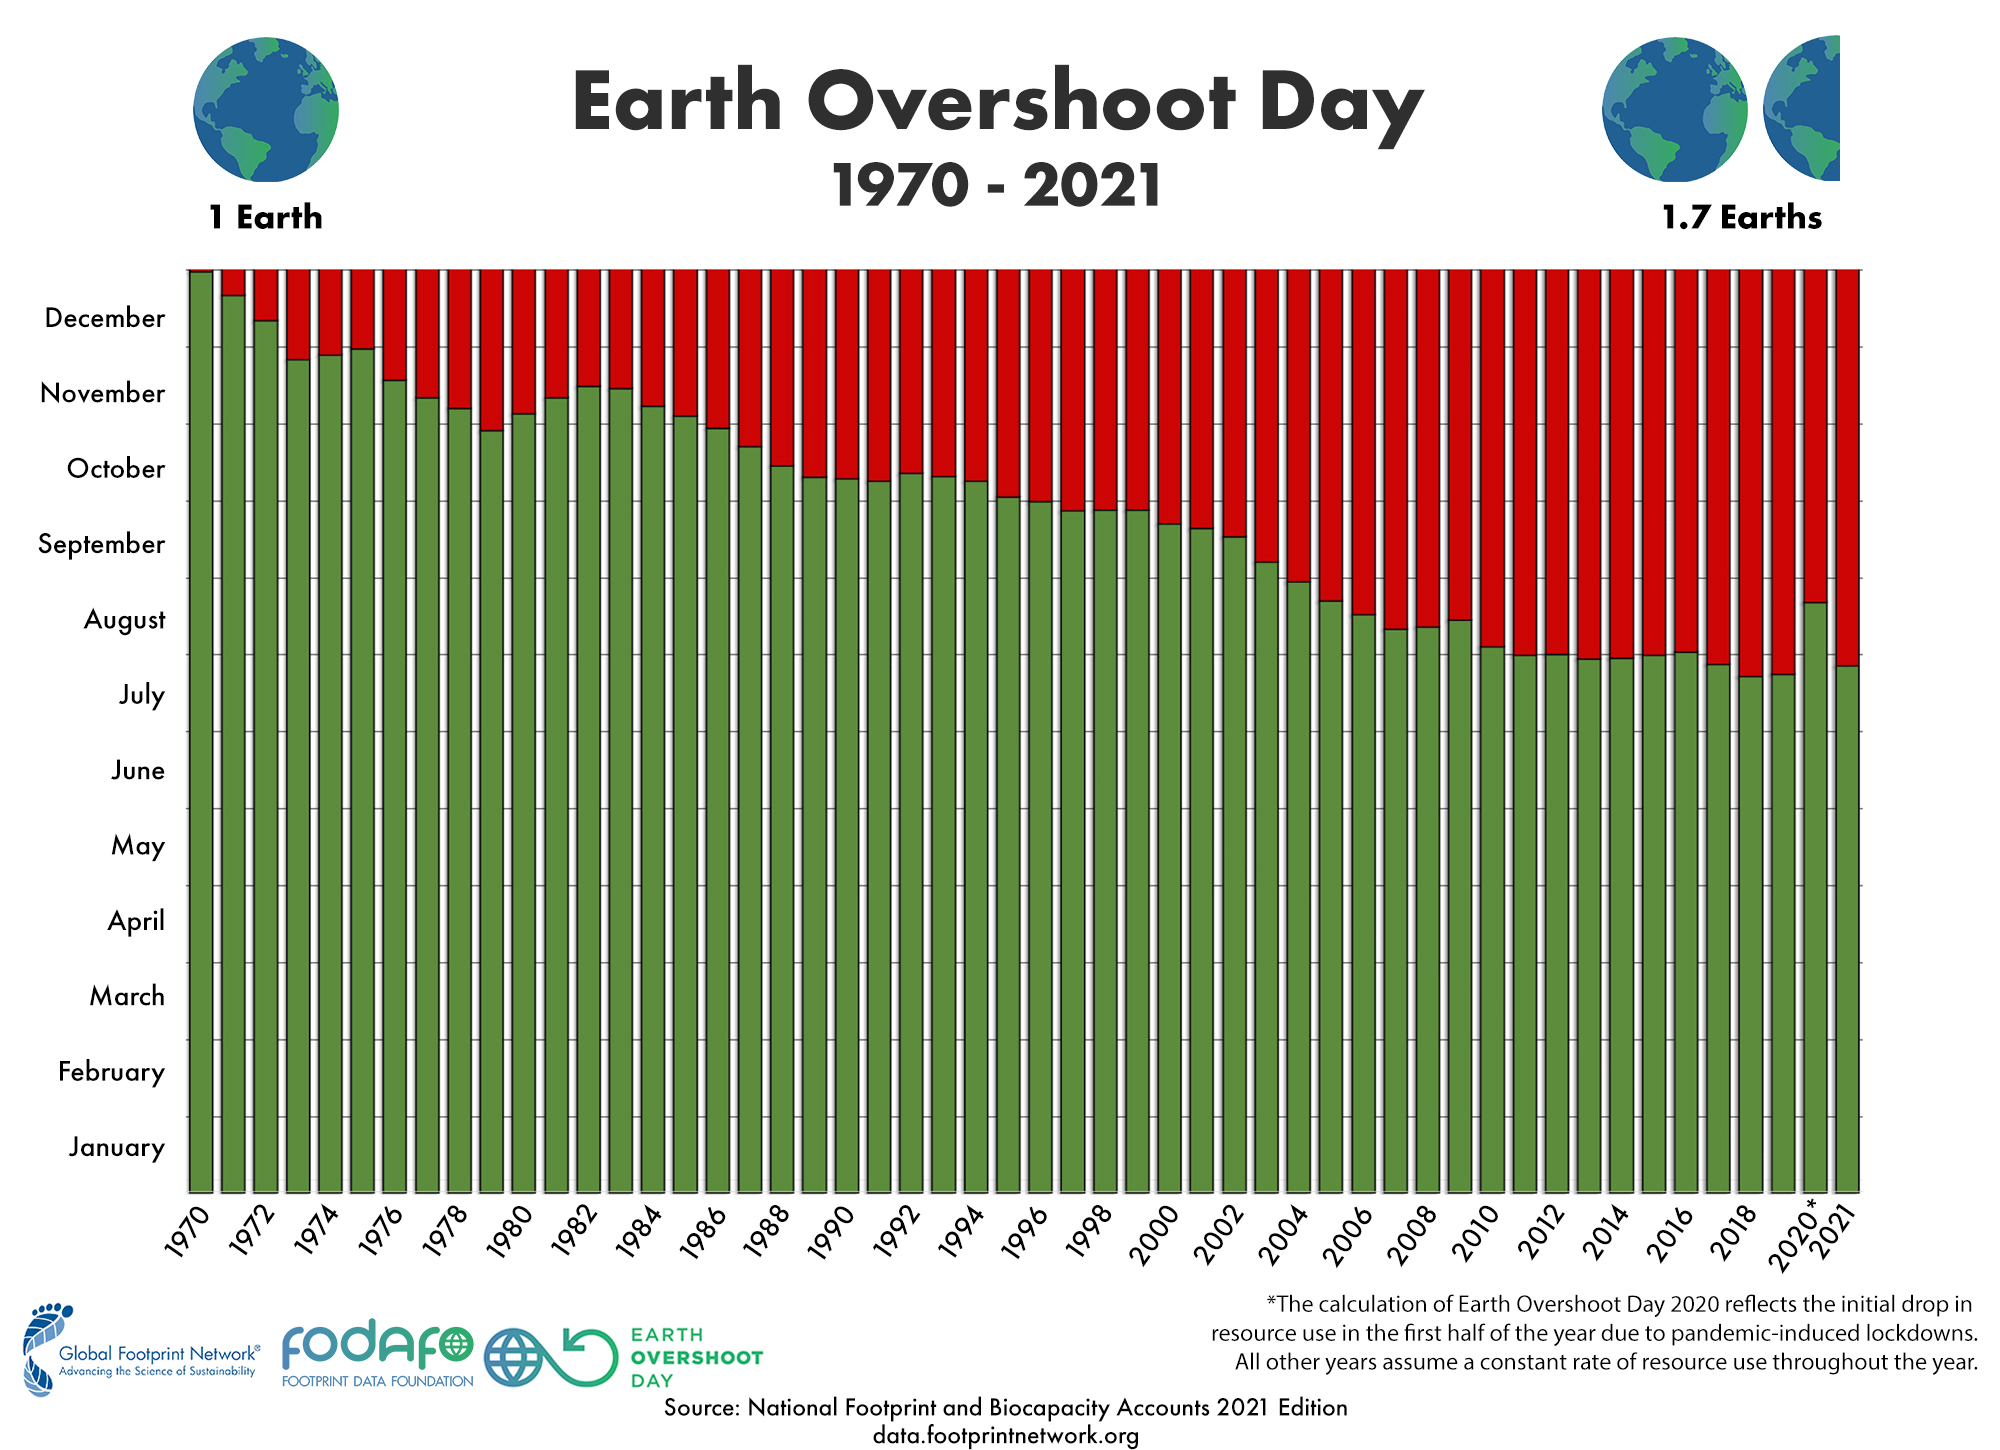 Earth Overshoot Day
1970 - 2021
1 Earth
1.7 Earths
December
November
October
September
August
July
June
May
April
March
February
January
1970
1972
1974
1976
1978
1980
1982
1984
1986
1988
1990
1992
1994
1996
1998
2000
2002
2004
2006
2008
2010
2012
2014
2016
2018
2020*
2021
*The calculation of Earth Overshoot Day 2020 reflects the initial drop in
resource use in the first half of the year due to pandemic-induced lockdowns.
All other years assume a constant rate of resource use throughout the year.
Global Footprint Network®
Advancing the Science of Sustainability
FODAFO
FOOTPRINT DATA FOUNDATION
EARTH
OVERSHOOT
DAY
Source: National Footprint and Biocapacity Accounts 2021 Edition
data.footprintnetwork.org